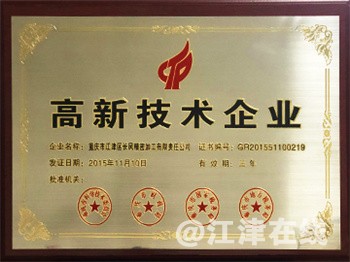 高新技术企业
企业名称：重庆市江津区长风精密加工有限责任公司 证书编号：GR201551100219
发证日期：2015年11月10日 有效期：三年
批准机关：
@江津在线